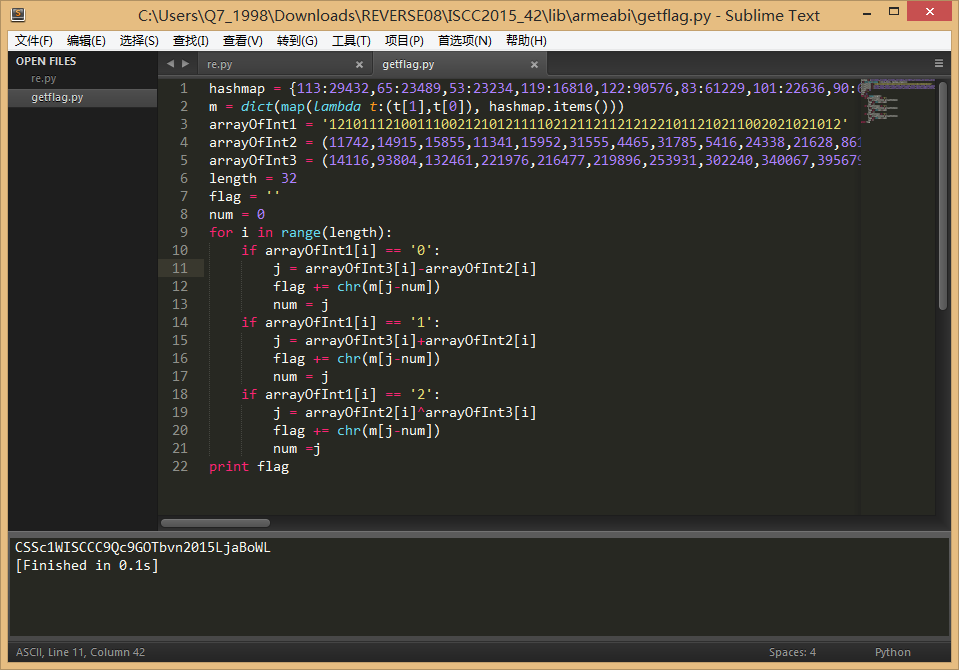 C:\Users\Q7_1998\Downloads\REVERSE08\ISCC2015_42\lib\armeabi\getflag.py - Sublime Text
文件(F) 编辑(E) 选择(S) 查找(I) 查看(V) 转到(G) 工具(T) 项目(P) 首选项(N) 帮助(H)
OPEN FILES
re.py
getflag.py
re.py × getflag.py ×
1 hashmap = {113:29432,65:23489,53:23234,119:16810,122:90576,83:61229,101:22636,90:
2 m = dict(map(lambda t:(t[1],t[0]), hashmap.items()))
3 arrayOfInt1 = '1210111210011100212101211110212112112121221011210211002021021012'
4 arrayOfInt2 = (11742,14915,15855,11341,15952,31555,4465,31785,5416,24338,21628,861
5 arrayOfInt3 = (14116,93804,132461,221976,216477,219896,253931,302240,340067,395679
6 length = 32
7 flag = ''
8 num = 0
9 for i in range(length):
10 if arrayOfInt1[i] == '0':
11 j = arrayOfInt3[i]-arrayOfInt2[i]
12 flag += chr(m[j-num])
13 num = j
14 if arrayOfInt1[i] == '1':
15 j = arrayOfInt3[i]+arrayOfInt2[i]
16 flag += chr(m[j-num])
17 num = j
18 if arrayOfInt1[i] == '2':
19 j = arrayOfInt2[i]^arrayOfInt3[i]
20 flag += chr(m[j-num])
21 num =j
22 print flag
CSSc1WISCCC9Qc9GOTbvn2015LjaBoWL
[Finished in 0.1s]
ASCII, Line 11, Column 42 Spaces: 4 Python